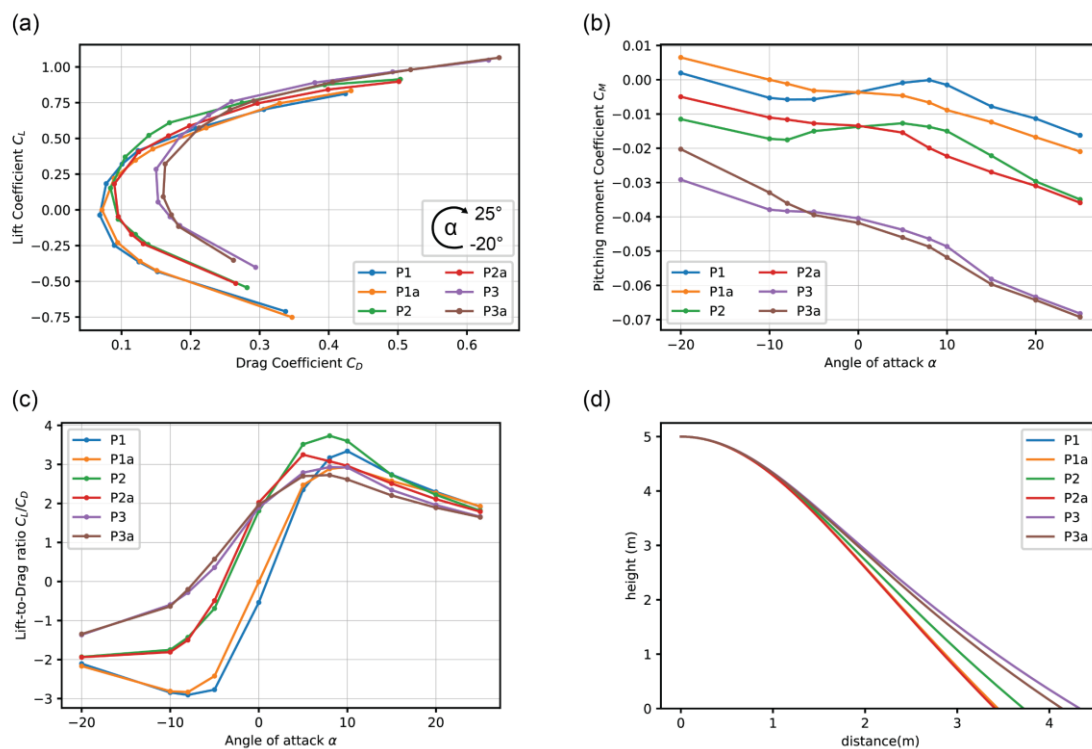 (a)
1.00
0.75
0.50
0.25
0.00
−0.25
−0.50
−0.75
Lift Coefficient C_L
0.1
0.2
0.3
0.4
0.5
0.6
Drag Coefficient C_D
α
25°
-20°
P1
P1a
P2
P2a
P3
P3a
(b)
0.01
0.00
−0.01
−0.02
−0.03
−0.04
−0.05
−0.06
−0.07
Pitching moment Coefficient C_M
−20
−10
0
10
20
Angle of attack α
P1
P1a
P2
P2a
P3
P3a
(c)
4
3
2
1
0
−1
−2
−3
Lift-to-Drag ratio C_L/C_D
−20
−10
0
10
20
Angle of attack α
P1
P1a
P2
P2a
P3
P3a
(d)
5
4
3
2
1
0
height (m)
0
1
2
3
4
distance(m)
P1
P1a
P2
P2a
P3
P3a